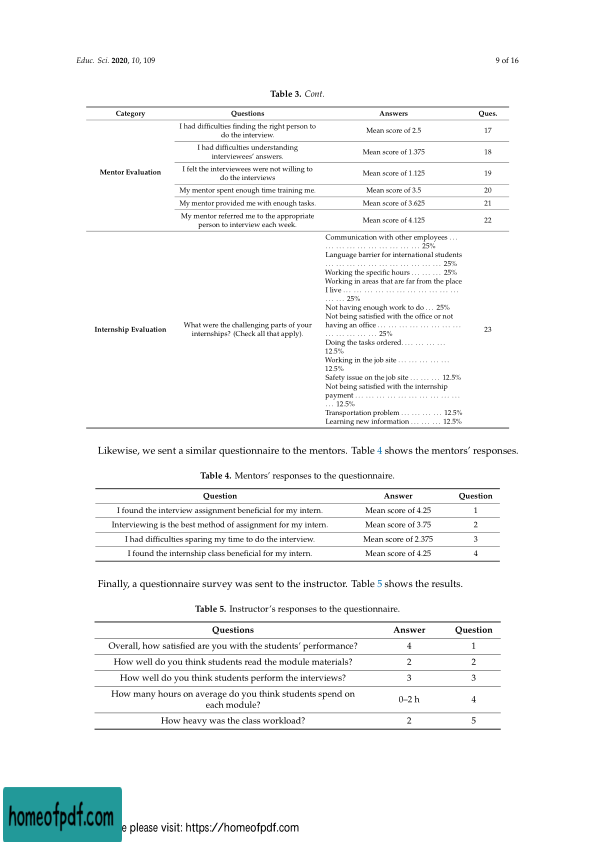 Educ. Sci. 2020, 10, 109
9 of 16
Table 3. Cont.
Category Questions Answers Ques.
I had difficulties finding the right person to
do the interview.
Mean score of 2.5 17
I had difficulties understanding
interviewees' answers.
Mean score of 1.375 18
Mentor Evaluation
I felt the interviewees were not willing to
do the interviews
Mean score of 1.125 19
My mentor spent enough time training me. Mean score of 3.5 20
My mentor provided me with enough tasks. Mean score of 3.625 21
My mentor referred me to the appropriate
person to interview each week.
Mean score of 4.125 22
Internship Evaluation
What were the challenging parts of your
internships? (Check all that apply).
Communication with other employees . . .
. . . . . . . . . . . . . . . . . . . . . . . . 25%
Language barrier for international students
. . . . . . . . . . . . . . . . . . . . . . . . . . . . . . 25%
Working the specific hours . . . . . . . . 25%
Working in areas that are far from the place
I live . . . . . . . . . . . . . . . . . . . . . . . . . . . . . .
. . . . . 25%
Not having enough work to do . . . 25%
Not being satisfied with the office or not
having an office . . . . . . . . . . . . . . . . . . . . .
. . . . . . . . . . . . . 25%
Doing the tasks ordered. . . . . . . . . . .
12.5%
Working in the job site . . . . . . . . . . . . .
12.5%
Safety issue on the job site . . . . . . . . 12.5%
Not being satisfied with the internship
payment . . . . . . . . . . . . . . . . . . . . . . . . . . .
. . . 12.5%
Transportation problem . . . . . . . . . . 12.5%
Learning new information . . . . . . . . 12.5%
23
Likewise, we sent a similar questionnaire to the mentors. Table 4 shows the mentors' responses.
Table 4. Mentors' responses to the questionnaire.
Question Answer Question
I found the interview assignment beneficial for my intern. Mean score of 4.25 1
Interviewing is the best method of assignment for my intern. Mean score of 3.75 2
I had difficulties sparing my time to do the interview. Mean score of 2.375 3
I found the internship class beneficial for my intern. Mean score of 4.25 4
Finally, a questionnaire survey was sent to the instructor. Table 5 shows the results.
Table 5. Instructor's responses to the questionnaire.
Questions Answer Question
Overall, how satisfied are you with the students' performance? 4 1
How well do you think students read the module materials? 2 2
How well do you think students perform the interviews? 3 3
How many hours on average do you think students spend on
each module?
0–2 h 4
How heavy was the class workload? 2 5
homeofpdf.com
e please visit: https://homeofpdf.com